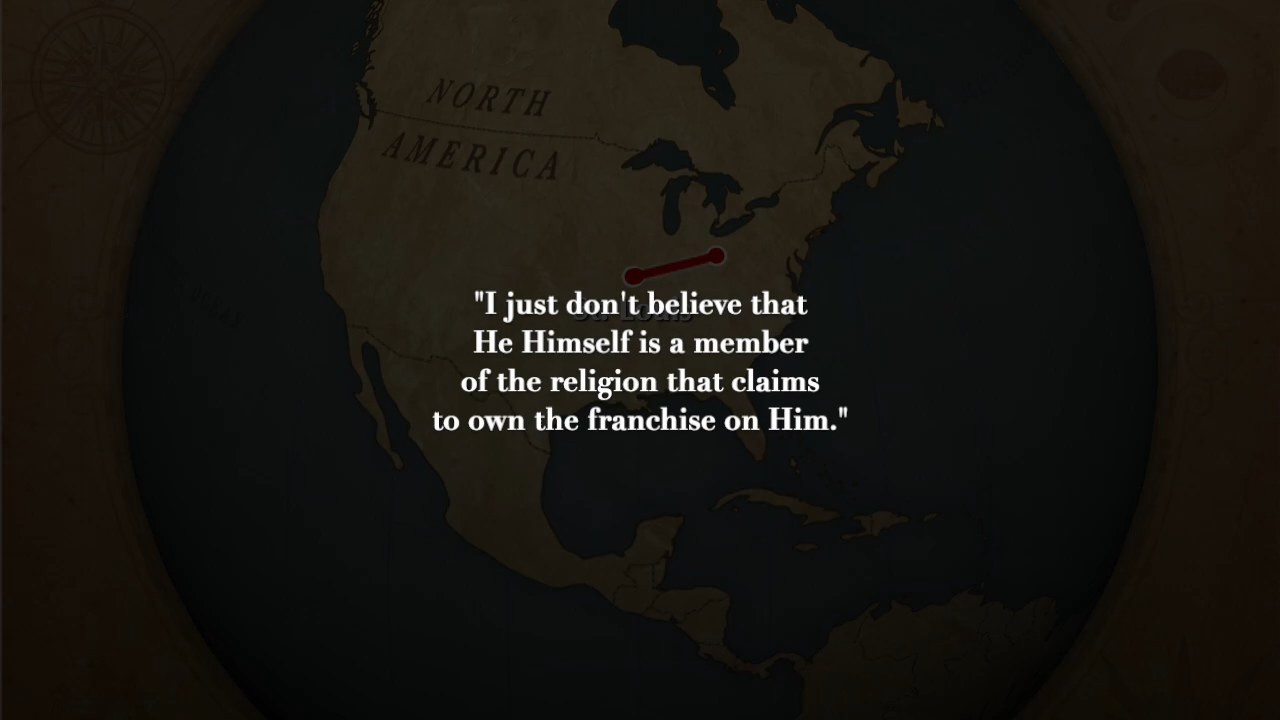 NORTH
AMERICA
"I just don't believe that
He Himself is a member
of the religion that claims
to own the franchise on Him."